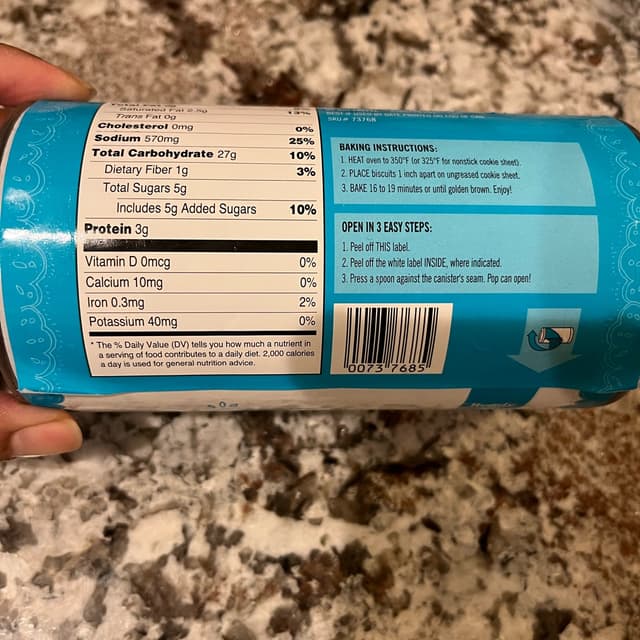 Saturated Fat 2.5g 13%
Trans Fat 0g
Cholesterol 0mg 0%
Sodium 570mg 25%
Total Carbohydrate 27g 10%
Dietary Fiber 1g 3%
Total Sugars 5g
Includes 5g Added Sugars 10%
Protein 3g
Vitamin D 0mcg 0%
Calcium 10mg 0%
Iron 0.3mg 2%
Potassium 40mg 0%
* The % Daily Value (DV) tells you how much a nutrient in
a serving of food contributes to a daily diet. 2,000 calories
a day is used for general nutrition advice.
SKU# 73768
BAKING INSTRUCTIONS:
1. HEAT oven to 350°F (or 325°F for nonstick cookie sheet).
2. PLACE biscuits 1 inch apart on ungreased cookie sheet.
3. BAKE 16 to 19 minutes or until golden brown. Enjoy!
OPEN IN 3 EASY STEPS:
1. Peel off THIS label.
2. Peel off the white label INSIDE, where indicated.
3. Press a spoon against the canister's seam. Pop can open!
0073 7685